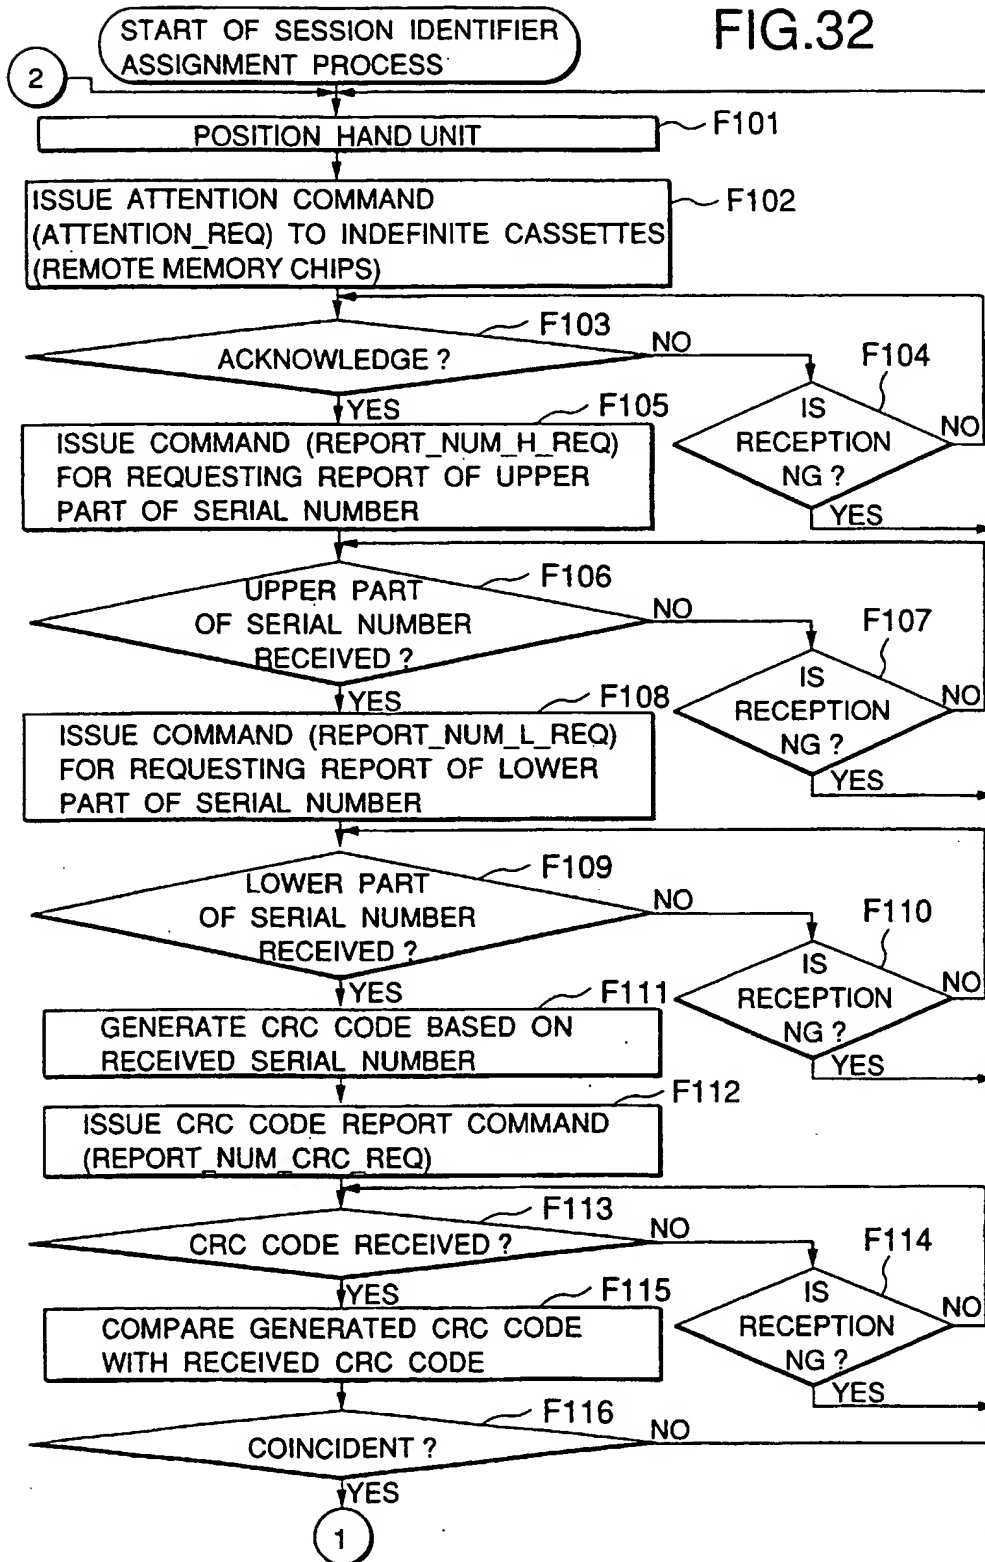 FIG.32
START OF SESSION IDENTIFIER
ASSIGNMENT PROCESS
2
POSITION HAND UNIT
F101
ISSUE ATTENTION COMMAND
(ATTENTION_REQ) TO INDEFINITE CASSETTES
(REMOTE MEMORY CHIPS)
F102
ACKNOWLEDGE ?
F103
NO
YES
IS
RECEPTION
NG ?
F104
NO
YES
F105
ISSUE COMMAND (REPORT_NUM_H_REQ)
FOR REQUESTING REPORT OF UPPER
PART OF SERIAL NUMBER
F106
UPPER PART
OF SERIAL NUMBER
RECEIVED ?
NO
YES
F107
IS
RECEPTION
NG ?
NO
YES
F108
ISSUE COMMAND (REPORT_NUM_L_REQ)
FOR REQUESTING REPORT OF LOWER
PART OF SERIAL NUMBER
F109
LOWER PART
OF SERIAL NUMBER
RECEIVED ?
NO
YES
F110
IS
RECEPTION
NG ?
NO
YES
F111
GENERATE CRC CODE BASED ON
RECEIVED SERIAL NUMBER
F112
ISSUE CRC CODE REPORT COMMAND
(REPORT_NUM_CRC_REQ)
F113
CRC CODE RECEIVED ?
NO
YES
F114
IS
RECEPTION
NG ?
NO
YES
F115
COMPARE GENERATED CRC CODE
WITH RECEIVED CRC CODE
F116
COINCIDENT ?
NO
YES
1